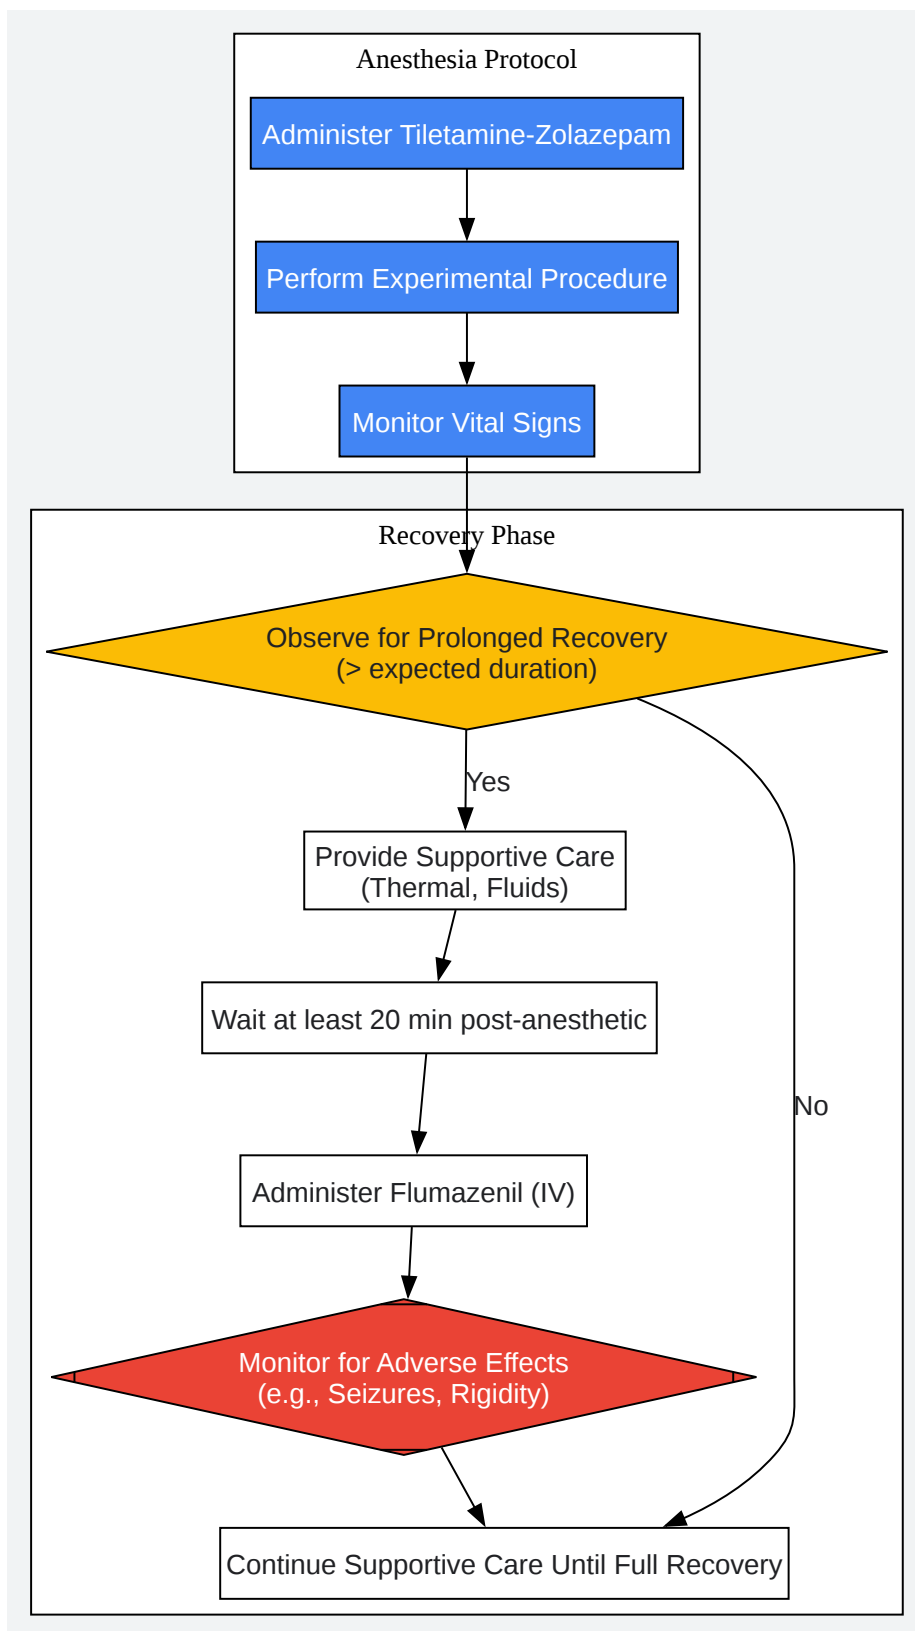 Anesthesia Protocol
Administer Tiletamine-Zolazepam
Perform Experimental Procedure
Monitor Vital Signs
Recovery Phase
Observe for Prolonged Recovery
(> expected duration)
Yes
Provide Supportive Care
(Thermal, Fluids)
Wait at least 20 min post-anesthetic
No
Administer Flumazenil (IV)
Monitor for Adverse Effects
(e.g., Seizures, Rigidity)
Continue Supportive Care Until Full Recovery